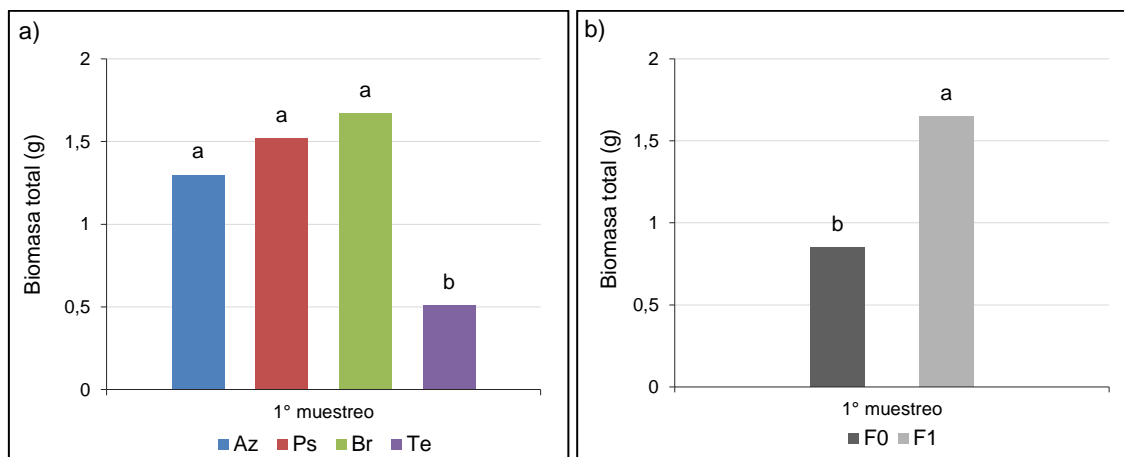 a)
Biomasa total (g)
2
1,5
1
0,5
0
a
a
a
b
1° muestreo
Az Ps Br Te
b)
Biomasa total (g)
2
1,5
1
0,5
0
b
a
1° muestreo
F0 F1